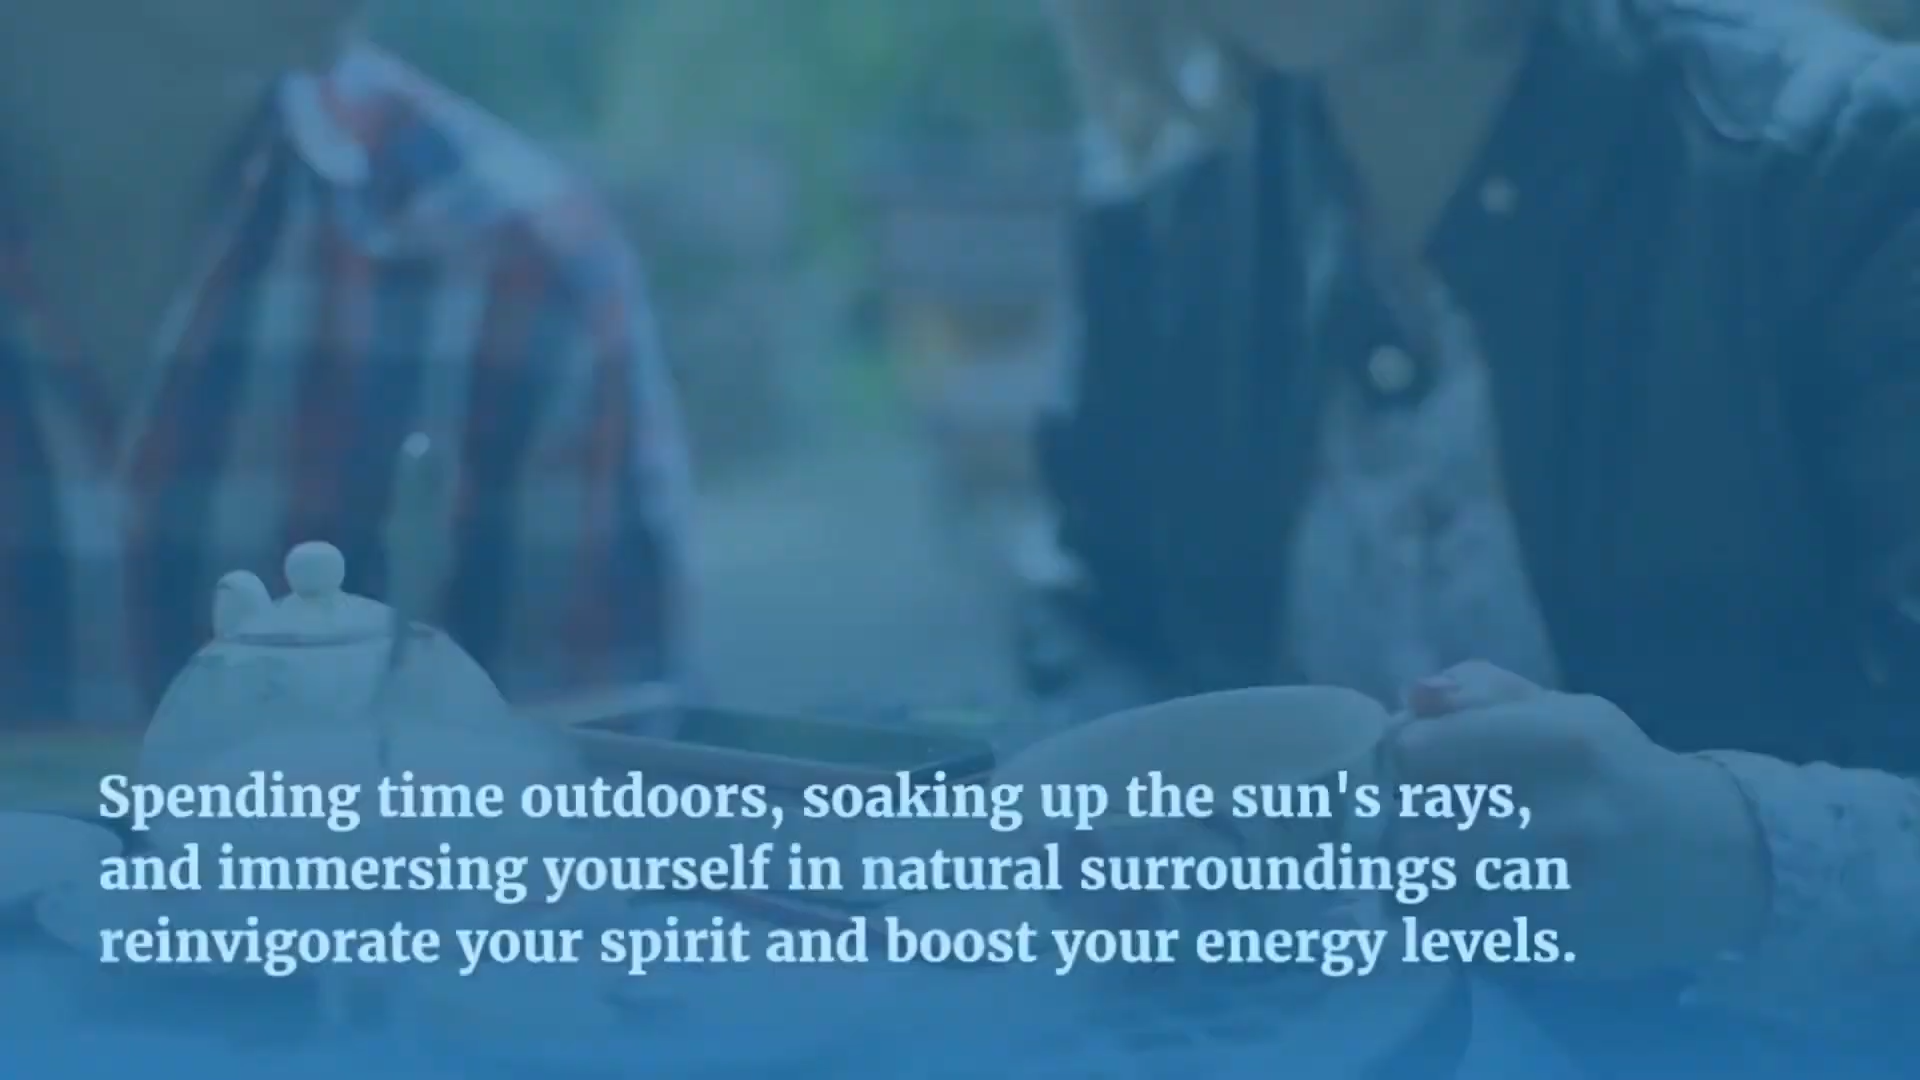 Spending time outdoors, soaking up the sun's rays,
and immersing yourself in natural surroundings can
reinvigorate your spirit and boost your energy levels.